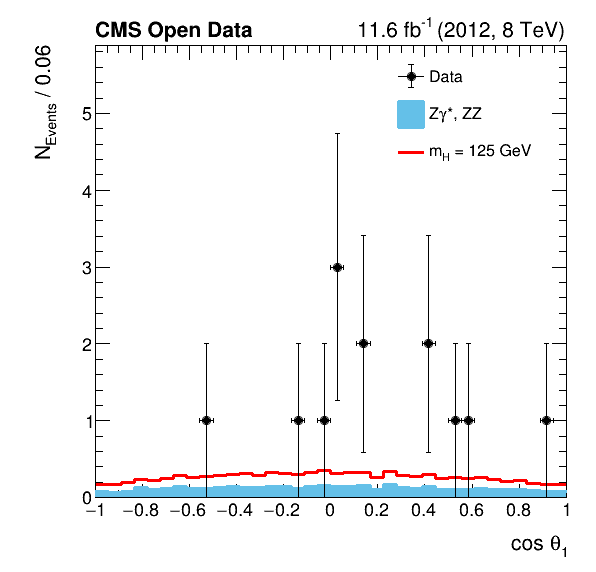 CMS Open Data 11.6 fb⁻¹ (2012, 8 TeV)
N_Events / 0.06
Data
Zγ*, ZZ
m_H = 125 GeV
5
4
3
2
1
0
−1 −0.8 −0.6 −0.4 −0.2 0 0.2 0.4 0.6 0.8 1
cos θ₁